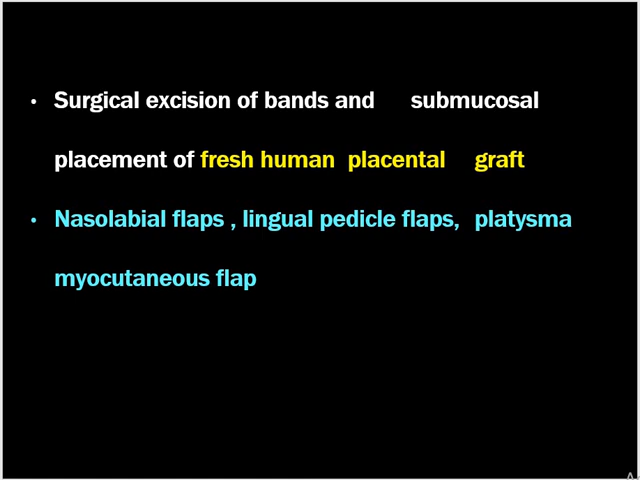 • Surgical excision of bands and submucosal
placement of fresh human placental graft
• Nasolabial flaps , lingual pedicle flaps, platysma
myocutaneous flap